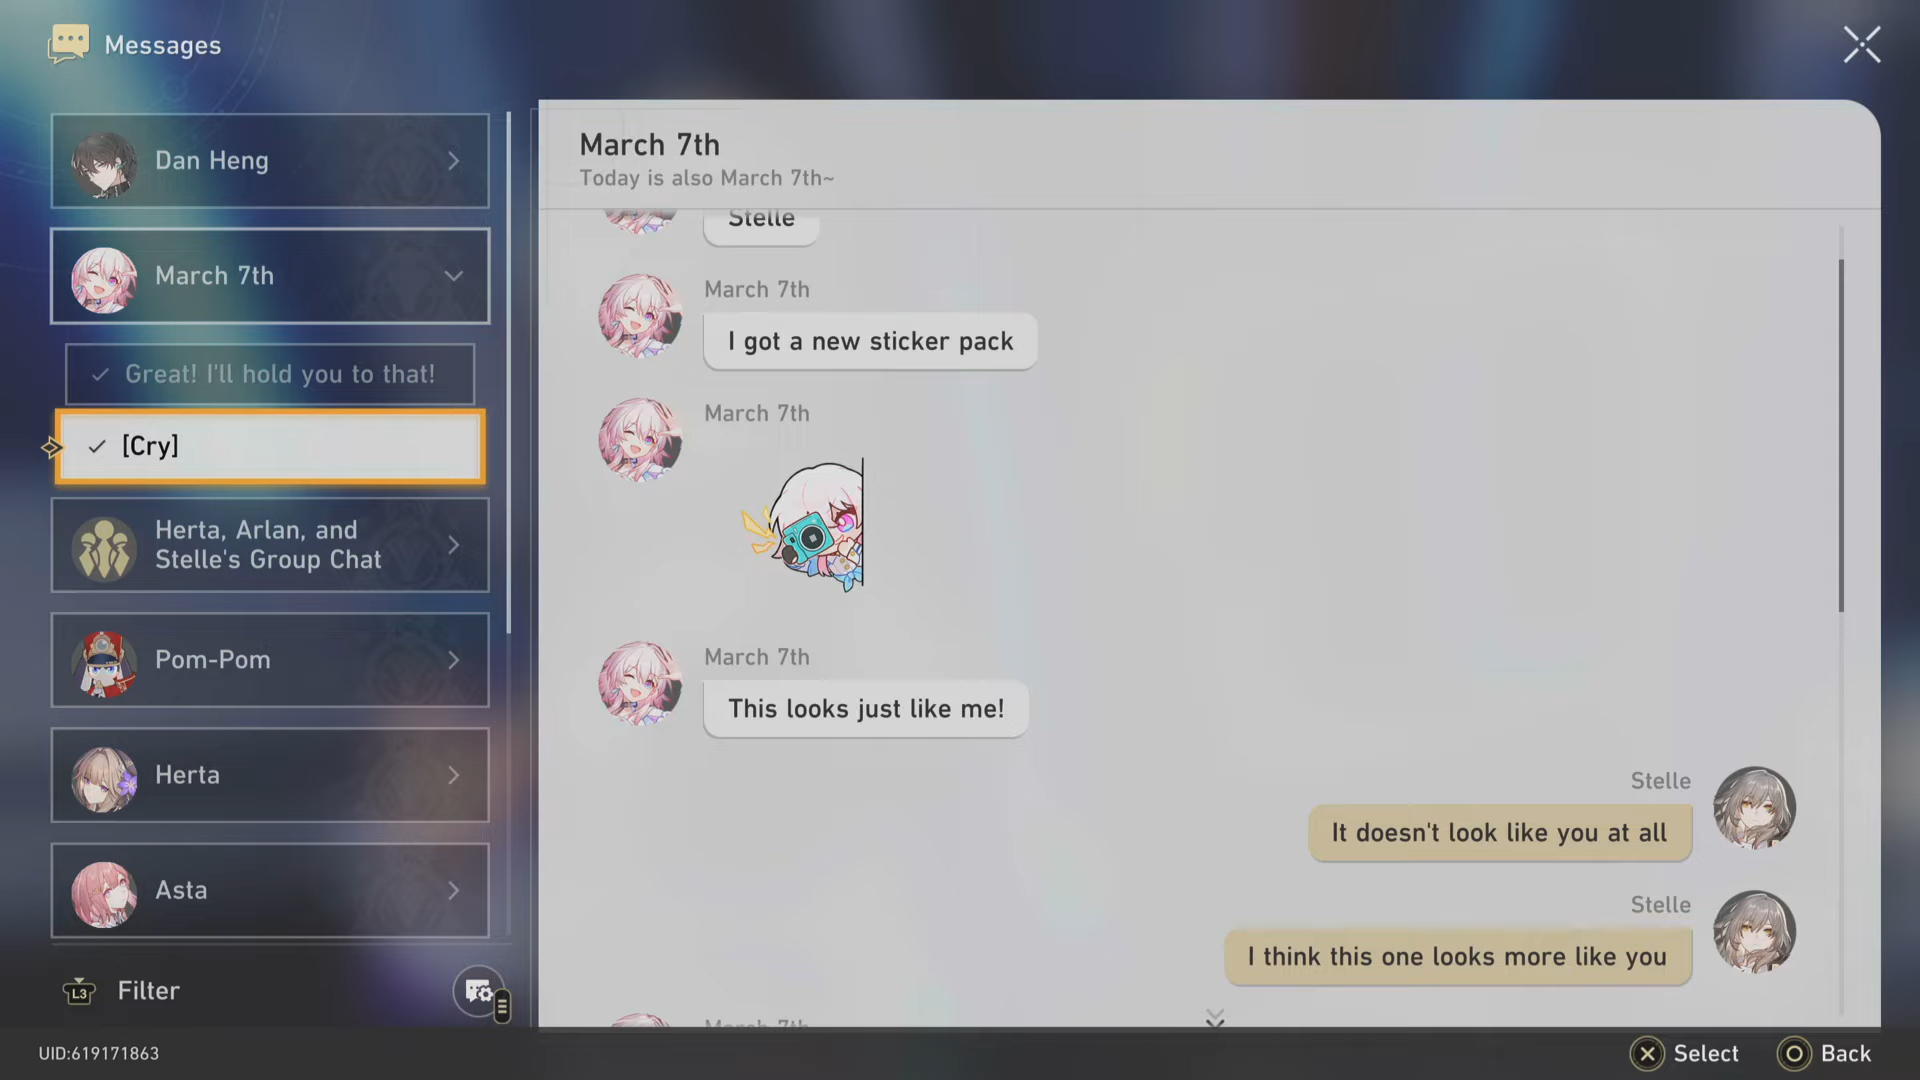 Messages
Dan Heng
March 7th
Great! I'll hold you to that!
[Cry]
Herta, Arlan, and
Stelle's Group Chat
Pom-Pom
Herta
Asta
L3 Filter
March 7th
Today is also March 7th~
Stelle
March 7th
I got a new sticker pack
March 7th
March 7th
This looks just like me!
Stelle
It doesn't look like you at all
Stelle
I think this one looks more like you
March 7th
UID:619171863
Select
Back